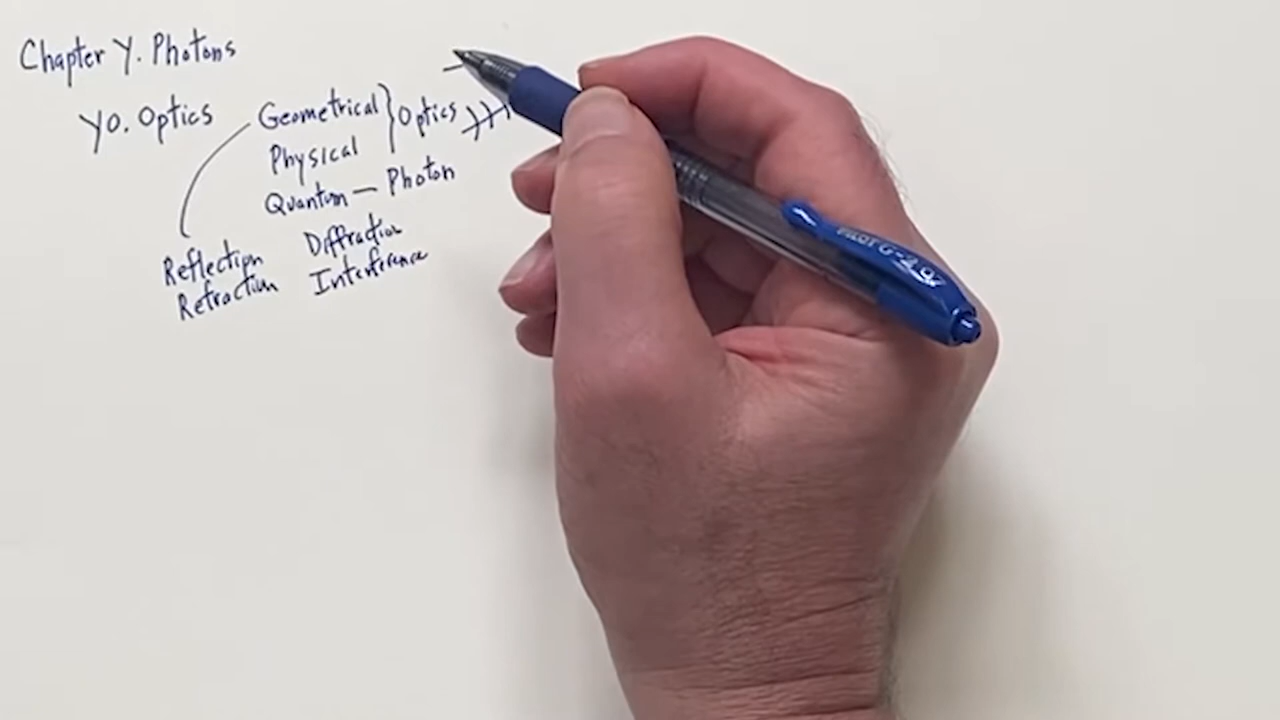 Chapter Y. Photons
Y0. Optics
Geometrical
Physical
Optics
Quantum — Photon
Reflection
Refraction
Diffraction
Interference
PILOT G-2 07